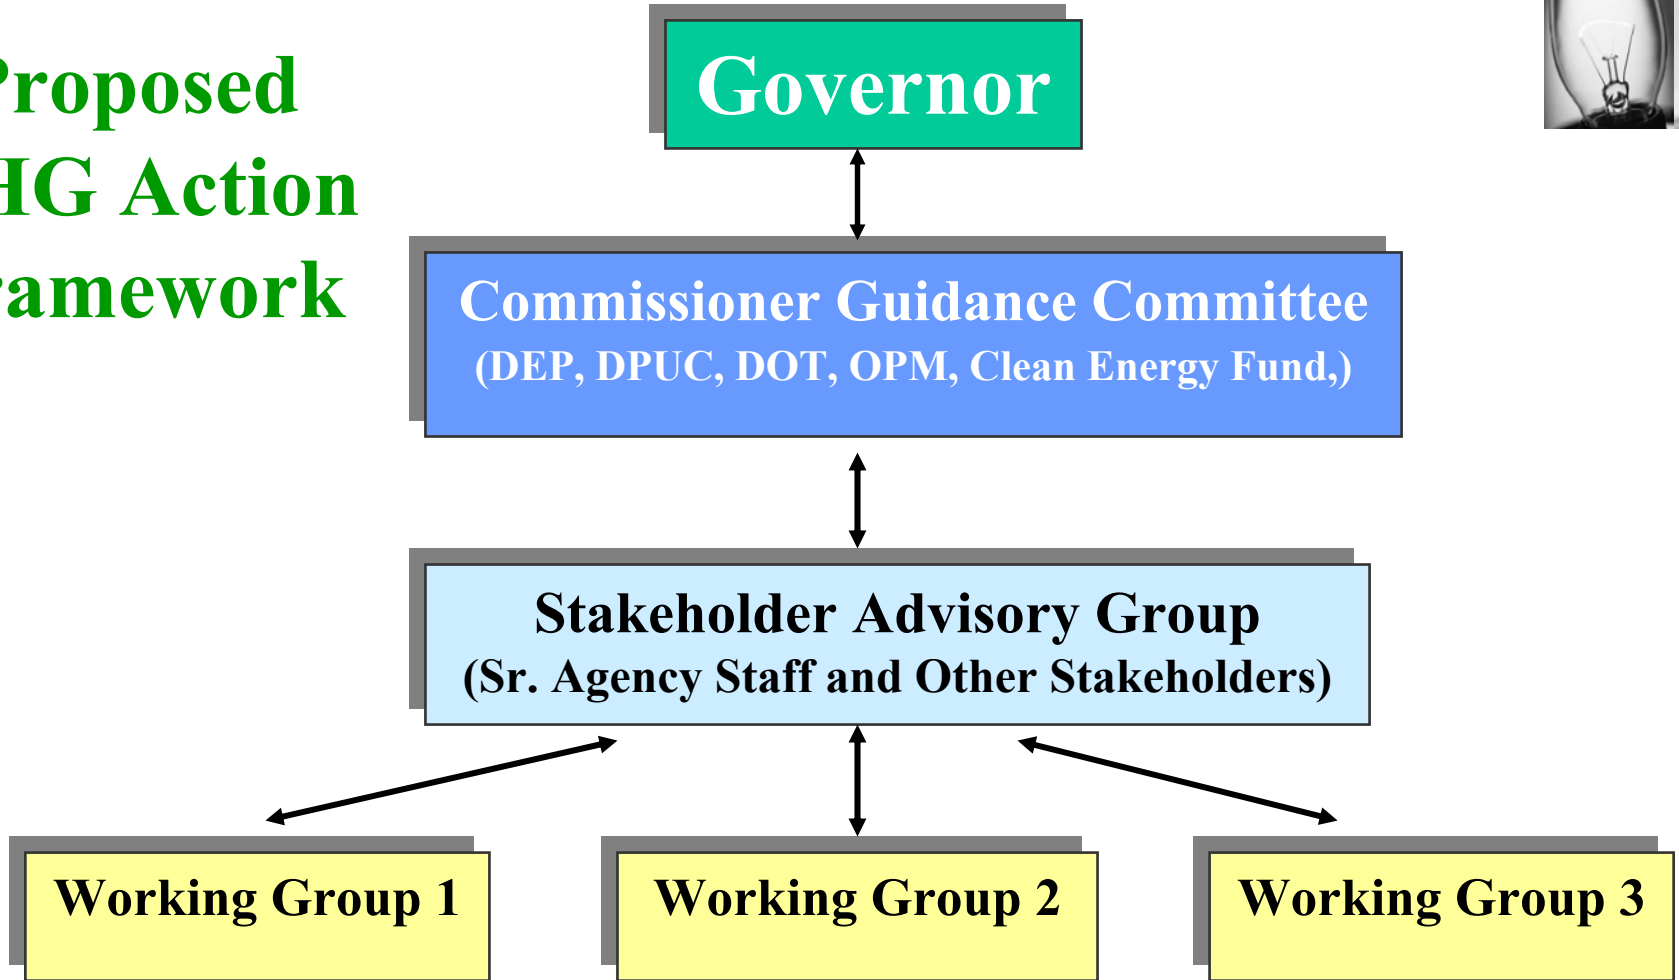 Proposed
HG Action
ramework
Governor
Commissioner Guidance Committee
(DEP, DPUC, DOT, OPM, Clean Energy Fund,)
Stakeholder Advisory Group
(Sr. Agency Staff and Other Stakeholders)
Working Group 1
Working Group 2
Working Group 3